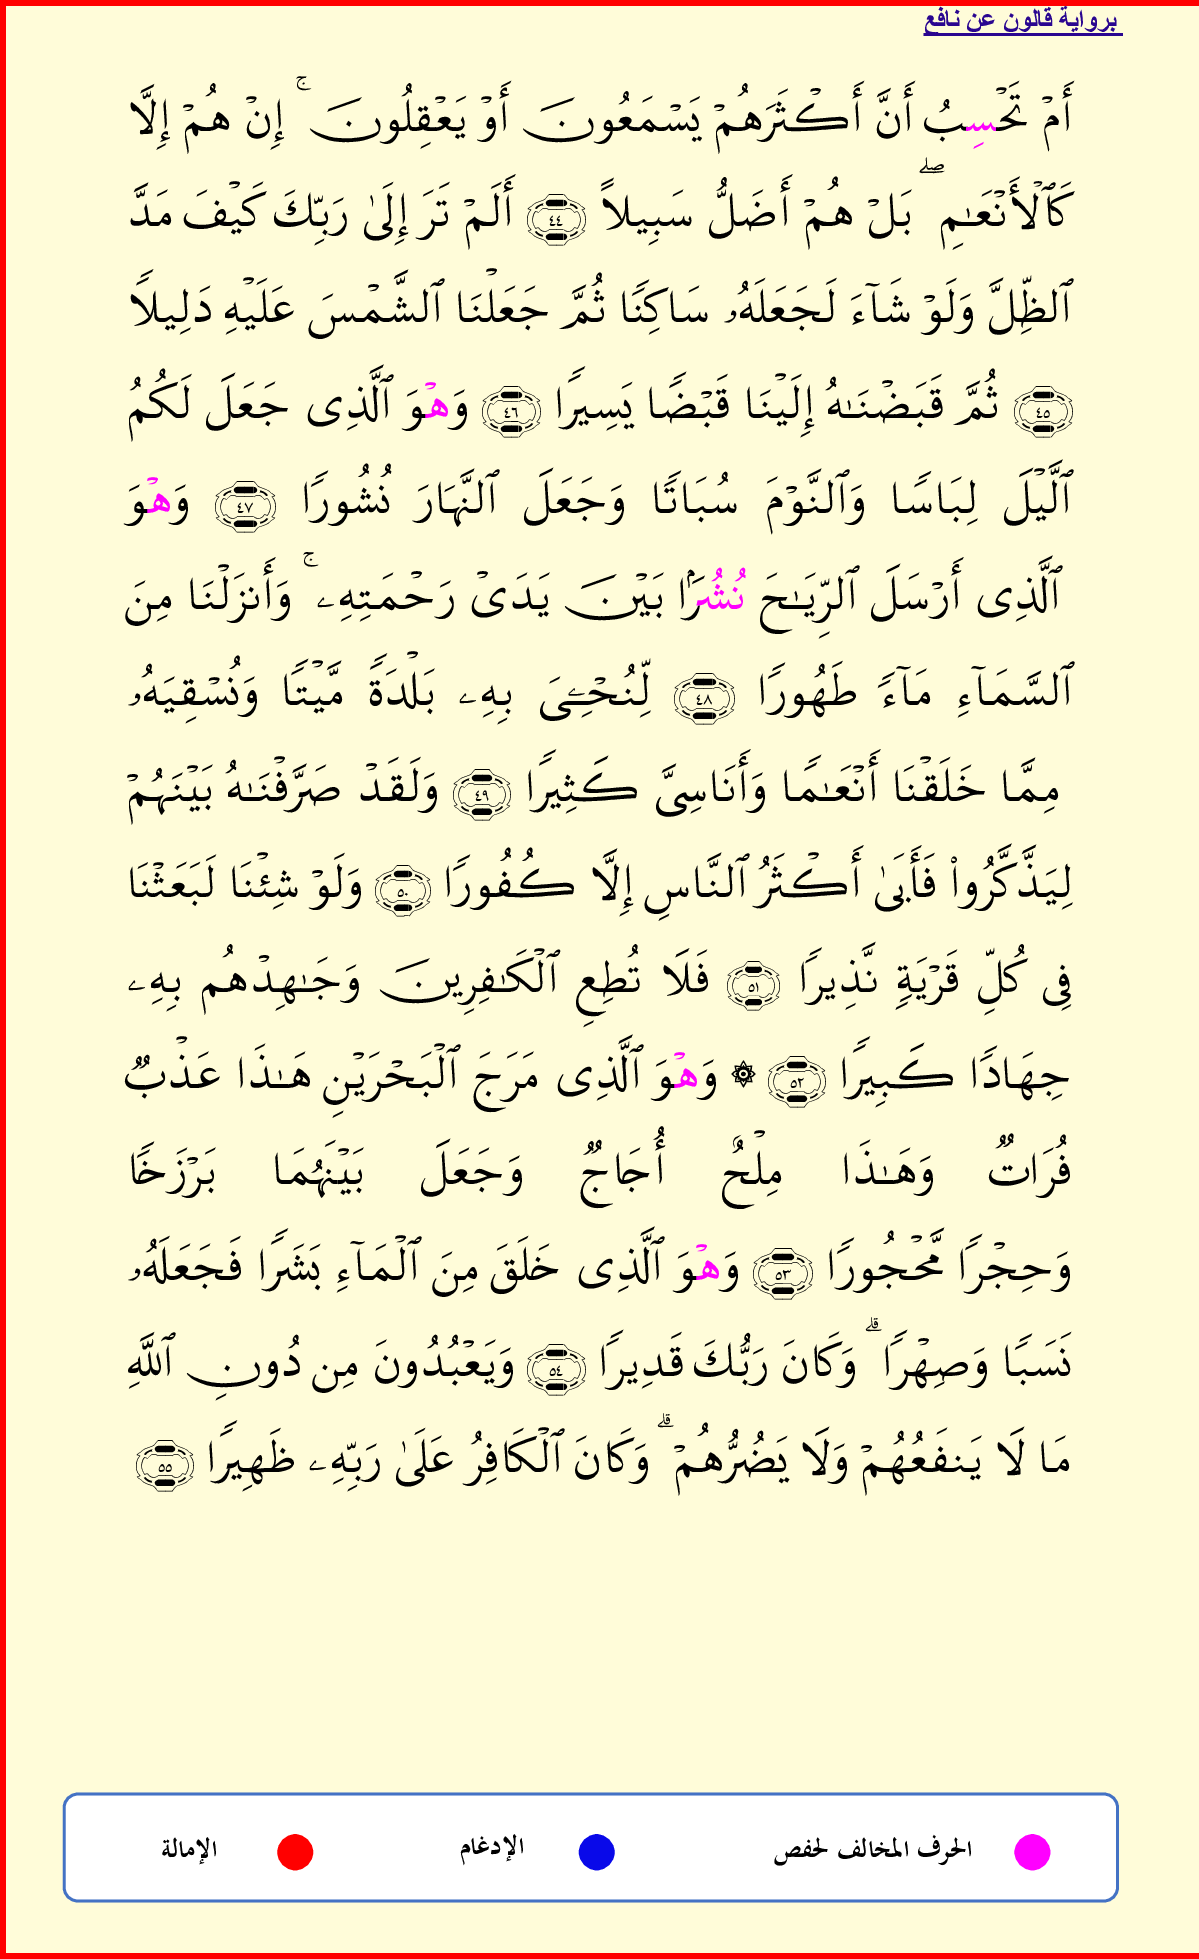 برواية قالون عن نافع
أَمْ تَحْسِبُ أَنَّ أَكْثَرَهُمْ يَسْمَعُونَ أَوْ يَعْقِلُونَ ۚ إِنْ هُمْ إِلَّا
كَٱلْأَنْعَـٰمِ ۖ بَلْ هُمْ أَضَلُّ سَبِيلاً ٤٤ أَلَمْ تَرَ إِلَىٰ رَبِّكَ كَيْفَ مَدَّ
ٱلظِّلَّ وَلَوْ شَآءَ لَجَعَلَهُۥ سَاكِنًا ثُمَّ جَعَلْنَا ٱلشَّمْسَ عَلَيْهِ دَلِيلاً
٤٥ ثُمَّ قَبَضْنَـٰهُ إِلَيْنَا قَبْضًا يَسِيرًا ٤٦ وَهْوَ ٱلَّذِى جَعَلَ لَكُمُ
ٱلَّيْلَ لِبَاسًا وَٱلنَّوْمَ سُبَاتًا وَجَعَلَ ٱلنَّهَارَ نُشُورًا ٤٧ وَهْوَ
ٱلَّذِى أَرْسَلَ ٱلرِّيَـٰحَ نُشُرَۢا بَيْنَ يَدَىْ رَحْمَتِهِۦ ۚ وَأَنزَلْنَا مِنَ
ٱلسَّمَآءِ مَآءً طَهُورًا ٤٨ لِّنُحْـِۧىَ بِهِۦ بَلْدَةً مَّيْتًا وَنُسْقِيَهُۥ
مِمَّا خَلَقْنَا أَنْعَـٰمًا وَأَنَاسِىَّ كَثِيرًا ٤٩ وَلَقَدْ صَرَّفْنَـٰهُ بَيْنَهُمْ
لِيَذَّكَّرُوا۟ فَأَبَىٰ أَكْثَرُ ٱلنَّاسِ إِلَّا كُفُورًا ٥٠ وَلَوْ شِئْنَا لَبَعَثْنَا
فِى كُلِّ قَرْيَةٍ نَّذِيرًا ٥١ فَلَا تُطِعِ ٱلْكَـٰفِرِينَ وَجَـٰهِدْهُم بِهِۦ
جِهَادًا كَبِيرًا ٥٢ ۞ وَهْوَ ٱلَّذِى مَرَجَ ٱلْبَحْرَيْنِ هَـٰذَا عَذْبٌ
فُرَاتٌ وَهَـٰذَا مِلْحٌ أُجَاجٌ وَجَعَلَ بَيْنَهُمَا بَرْزَخًا
وَحِجْرًا مَّحْجُورًا ٥٣ وَهْوَ ٱلَّذِى خَلَقَ مِنَ ٱلْمَآءِ بَشَرًا فَجَعَلَهُۥ
نَسَبًا وَصِهْرًا ۗ وَكَانَ رَبُّكَ قَدِيرًا ٥٤ وَيَعْبُدُونَ مِن دُونِ ٱللَّهِ
مَا لَا يَنفَعُهُمْ وَلَا يَضُرُّهُمْ ۗ وَكَانَ ٱلْكَافِرُ عَلَىٰ رَبِّهِۦ ظَهِيرًا ٥٥
الحرف المخالف لحفص الإدغام الإمالة